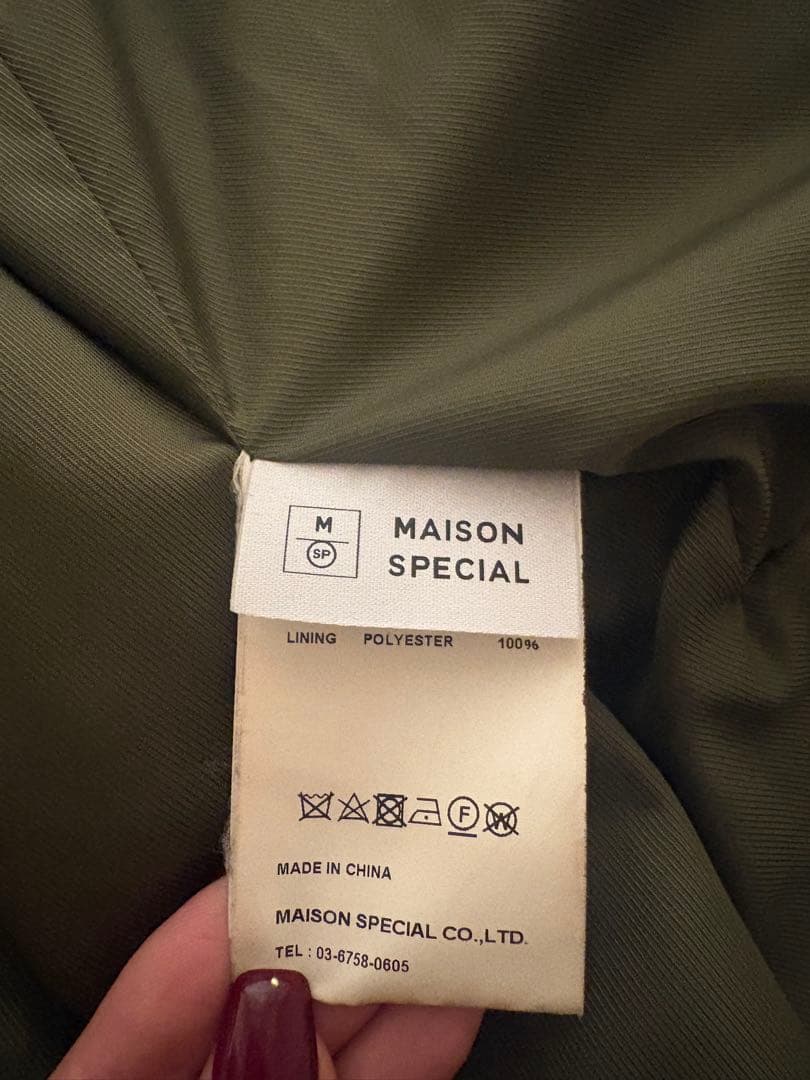 M
SP
MAISON
SPECIAL
LINING POLYESTER 100%
F
W
MADE IN CHINA
MAISON SPECIAL CO.,LTD.
TEL : 03-6758-0605